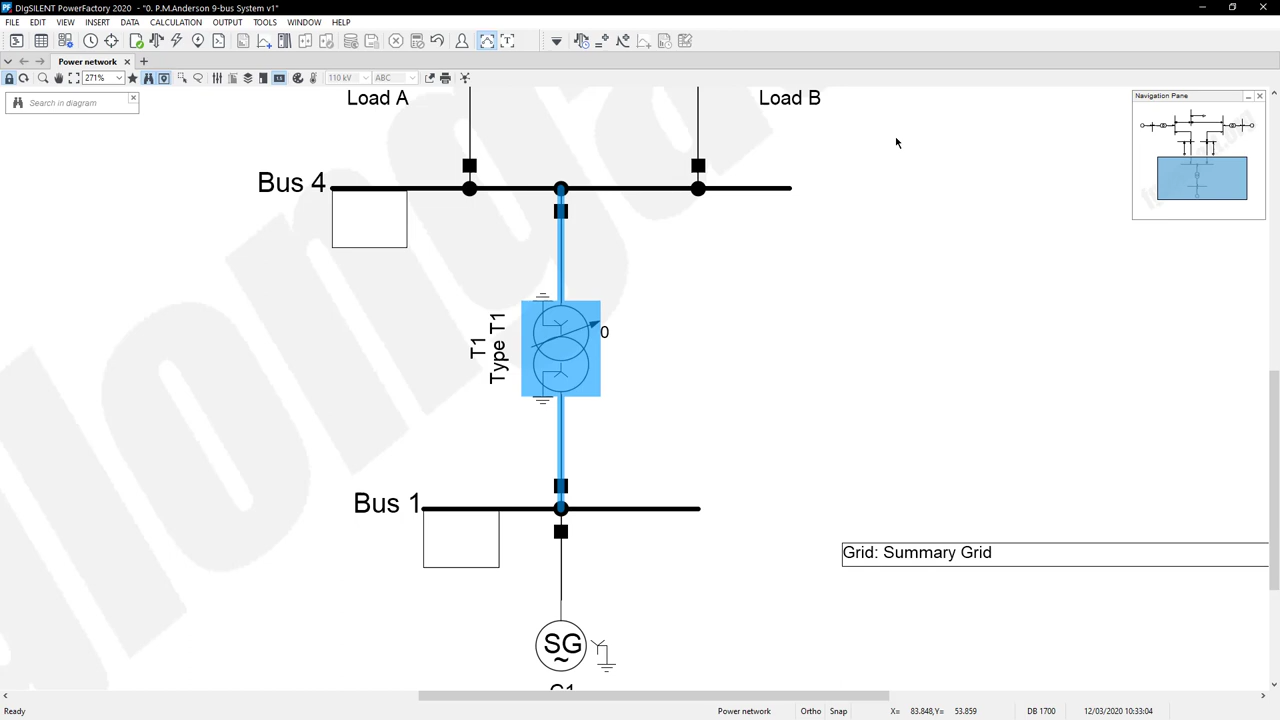 DIgSILENT PowerFactory 2020 - "0. P.M.Anderson 9-bus System v1"
FILE EDIT VIEW INSERT DATA CALCULATION OUTPUT TOOLS WINDOW HELP
Power network
271% 110 kV ABC
Search in diagram
Navigation Pane
Load A
Load B
Bus 4
T1
Type T1
0
Bus 1
Grid: Summary Grid
SG
~
Ready Power network Ortho Snap X= 83.848,Y= 53.859 DB 1700 12/03/2020 10:33:04